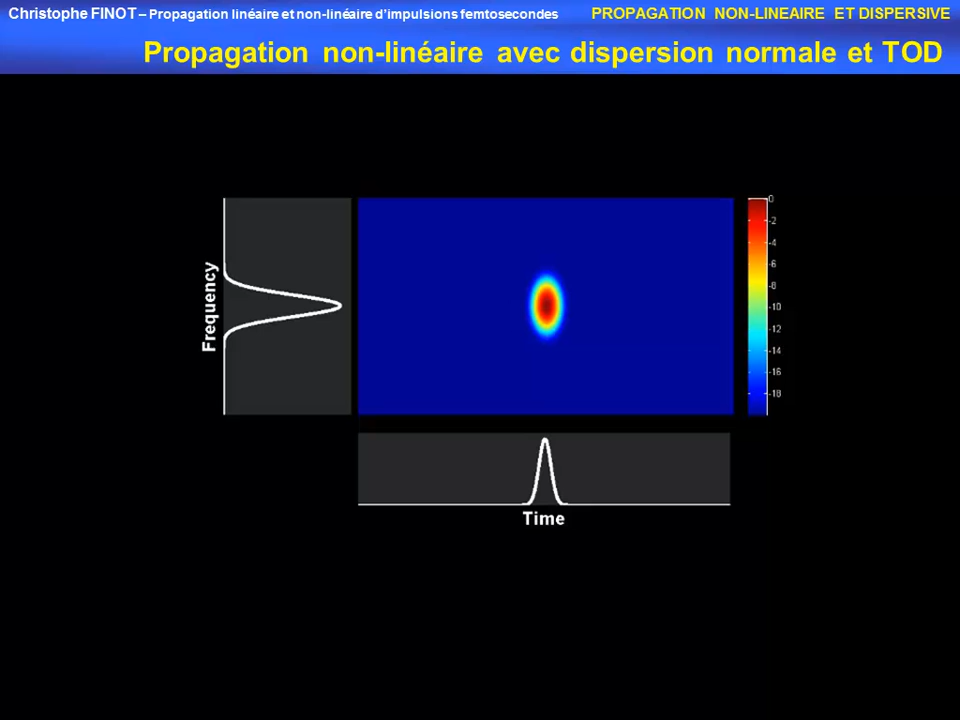 Christophe FINOT – Propagation linéaire et non-linéaire d’impulsions femtosecondes PROPAGATION NON-LINEAIRE ET DISPERSIVE
Propagation non-linéaire avec dispersion normale et TOD
Frequency
0
-2
-4
-6
-8
-10
-12
-14
-16
-18
Time